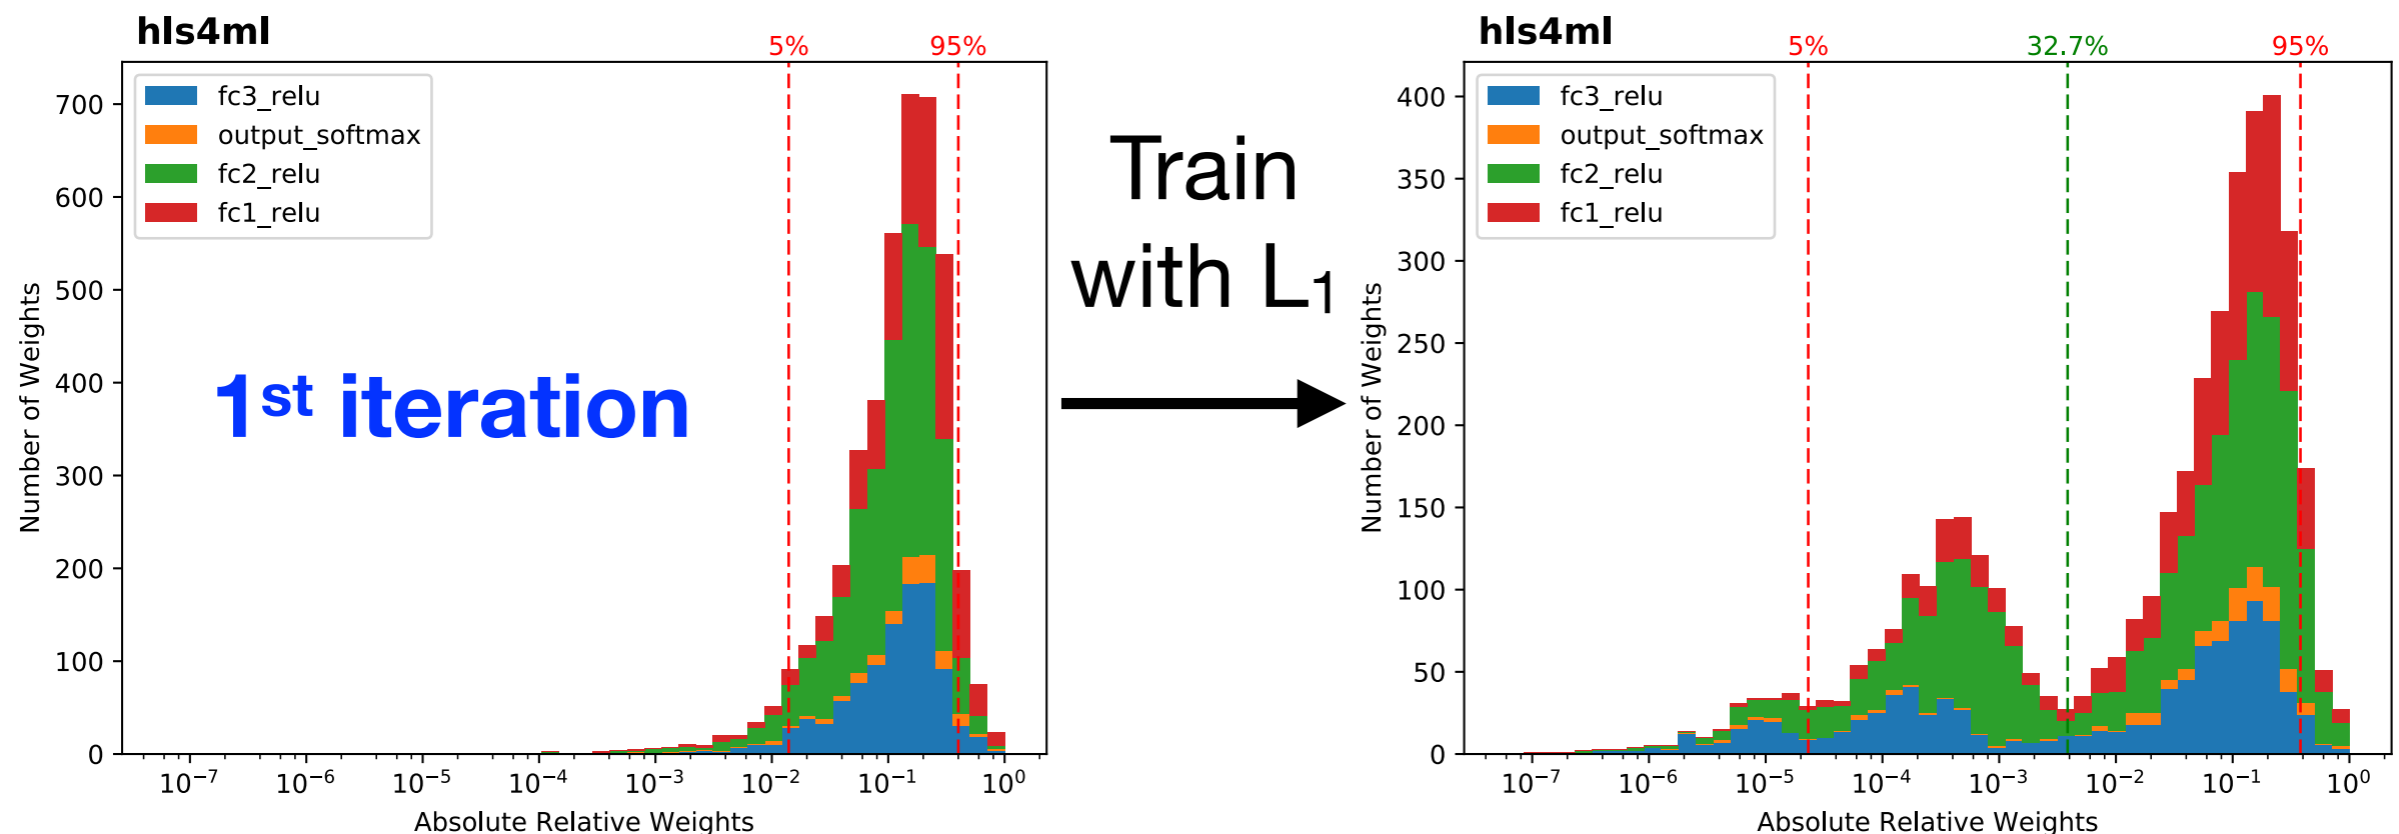 hls4ml
5%
95%
fc3_relu
output_softmax
fc2_relu
fc1_relu
700
600
500
400
300
200
100
0
Number of Weights
1st iteration
10⁻⁷
10⁻⁶
10⁻⁵
10⁻⁴
10⁻³
10⁻²
10⁻¹
10⁰
Absolute Relative Weights
Train
with L₁
hls4ml
5%
32.7%
95%
fc3_relu
output_softmax
fc2_relu
fc1_relu
400
350
300
250
200
150
100
50
0
Number of Weights
10⁻⁷
10⁻⁶
10⁻⁵
10⁻⁴
10⁻³
10⁻²
10⁻¹
10⁰
Absolute Relative Weights